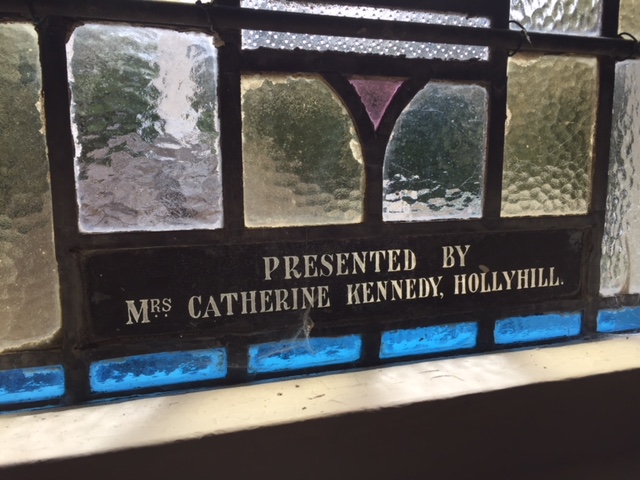 PRESENTED BY
MRS CATHERINE KENNEDY, HOLLYHILL.